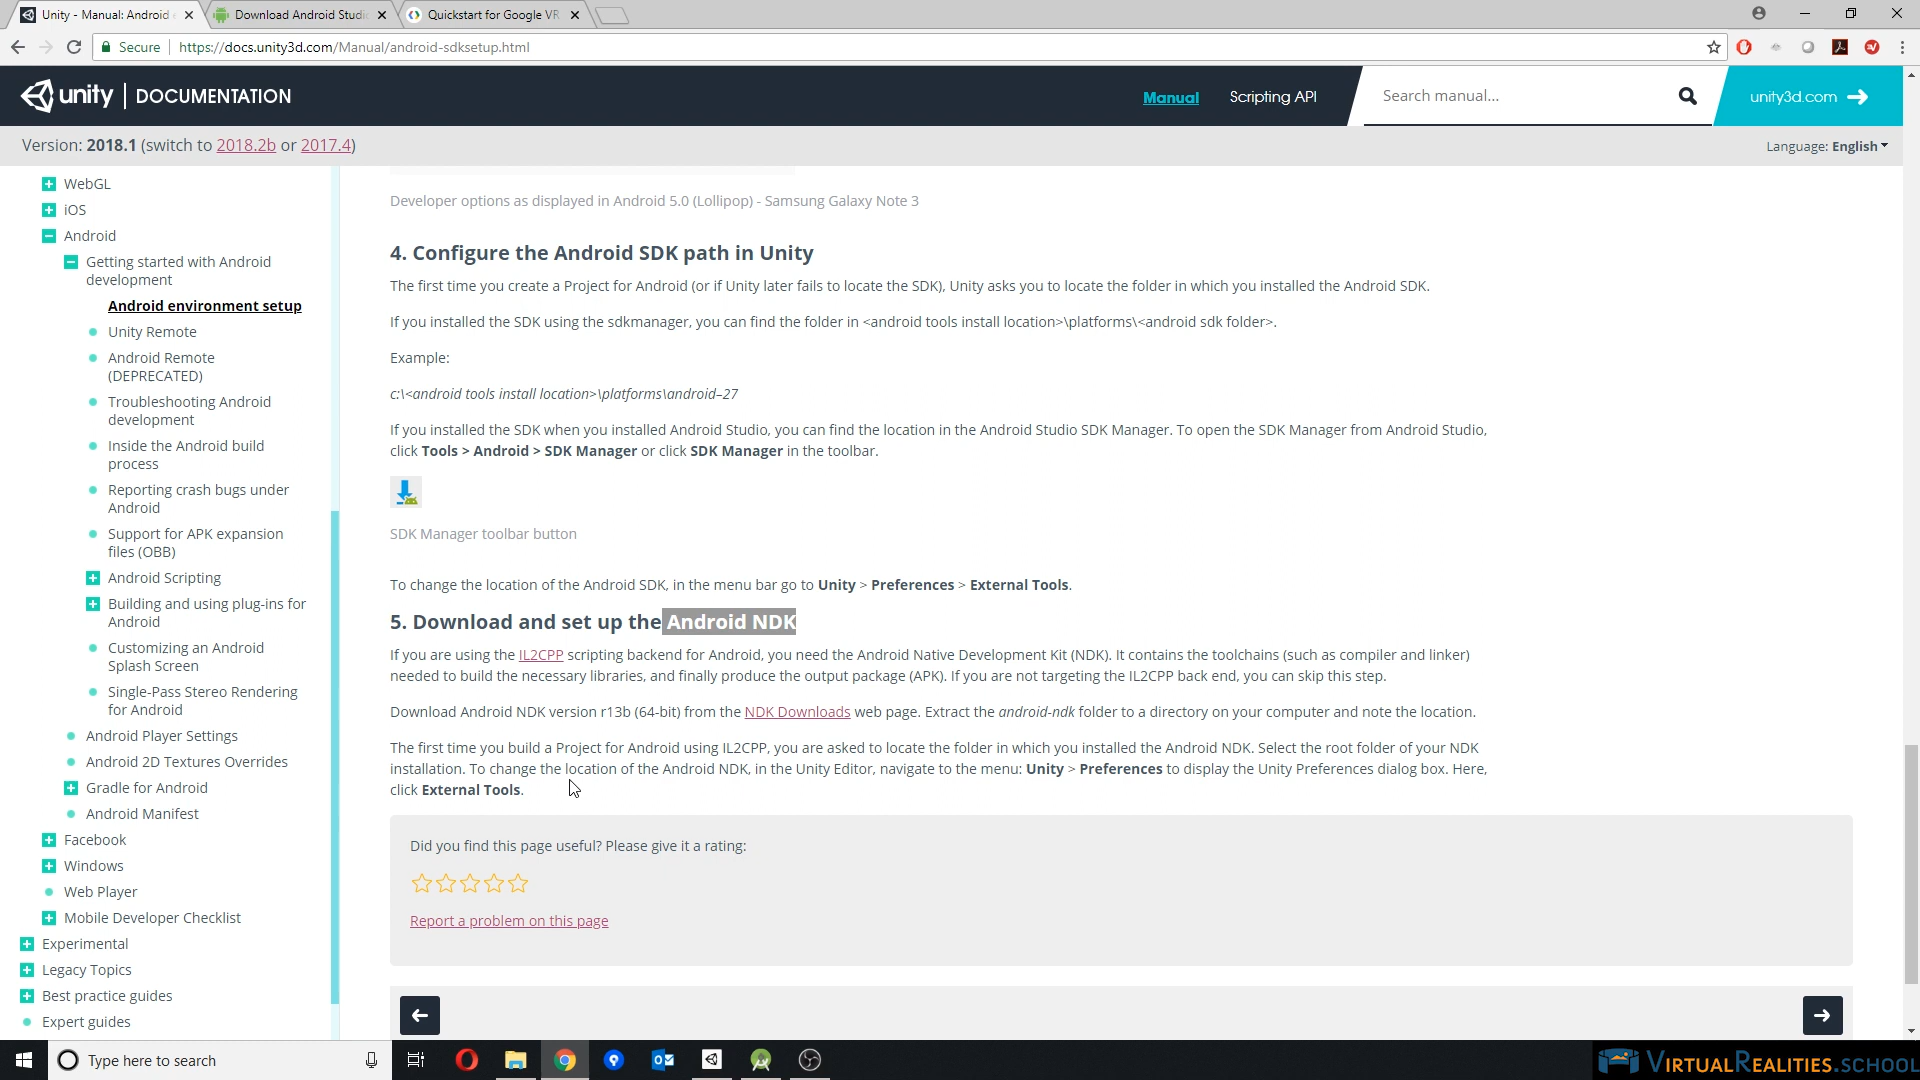 Unity - Manual: Android
Download Android Studi
Quickstart for Google VR
Secure
https://docs.unity3d.com/Manual/android-sdksetup.html
unity | DOCUMENTATION
Manual
Scripting API
Search manual...
unity3d.com
Version: 2018.1 (switch to 2018.2b or 2017.4)
Language: English
WebGL
iOS
Android
Getting started with Android
development
Android environment setup
Unity Remote
Android Remote
(DEPRECATED)
Troubleshooting Android
development
Inside the Android build
process
Reporting crash bugs under
Android
Support for APK expansion
files (OBB)
Android Scripting
Building and using plug-ins for
Android
Customizing an Android
Splash Screen
Single-Pass Stereo Rendering
for Android
Android Player Settings
Android 2D Textures Overrides
Gradle for Android
Android Manifest
Facebook
Windows
Web Player
Mobile Developer Checklist
Experimental
Legacy Topics
Best practice guides
Expert guides
Developer options as displayed in Android 5.0 (Lollipop) - Samsung Galaxy Note 3
4. Configure the Android SDK path in Unity
The first time you create a Project for Android (or if Unity later fails to locate the SDK), Unity asks you to locate the folder in which you installed the Android SDK.
If you installed the SDK using the sdkmanager, you can find the folder in <android tools install location>\platforms\<android sdk folder>.
Example:
c:\<android tools install location>\platforms\android–27
If you installed the SDK when you installed Android Studio, you can find the location in the Android Studio SDK Manager. To open the SDK Manager from Android Studio,
click Tools > Android > SDK Manager or click SDK Manager in the toolbar.
SDK Manager toolbar button
To change the location of the Android SDK, in the menu bar go to Unity > Preferences > External Tools.
5. Download and set up the Android NDK
If you are using the IL2CPP scripting backend for Android, you need the Android Native Development Kit (NDK). It contains the toolchains (such as compiler and linker)
needed to build the necessary libraries, and finally produce the output package (APK). If you are not targeting the IL2CPP back end, you can skip this step.
Download Android NDK version r13b (64-bit) from the NDK Downloads web page. Extract the android-ndk folder to a directory on your computer and note the location.
The first time you build a Project for Android using IL2CPP, you are asked to locate the folder in which you installed the Android NDK. Select the root folder of your NDK
installation. To change the location of the Android NDK, in the Unity Editor, navigate to the menu: Unity > Preferences to display the Unity Preferences dialog box. Here,
click External Tools.
Did you find this page useful? Please give it a rating:
Report a problem on this page
Type here to search
VIRTUALREALITIES.SCHOOL